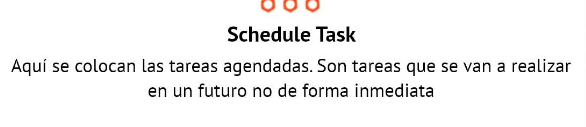 Schedule Task
Aquí se colocan las tareas agendadas. Son tareas que se van a realizar
en un futuro no de forma inmediata